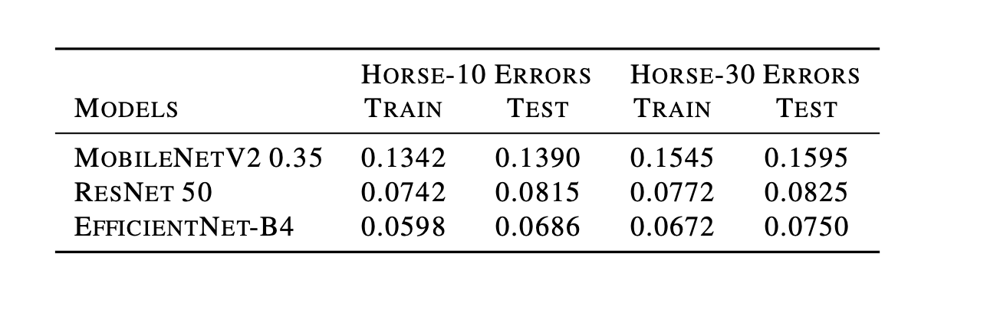 HORSE-10 ERRORS HORSE-30 ERRORS
MODELS TRAIN TEST TRAIN TEST
MOBILENETV2 0.35 0.1342 0.1390 0.1545 0.1595
RESNET 50 0.0742 0.0815 0.0772 0.0825
EFFICIENTNET-B4 0.0598 0.0686 0.0672 0.0750